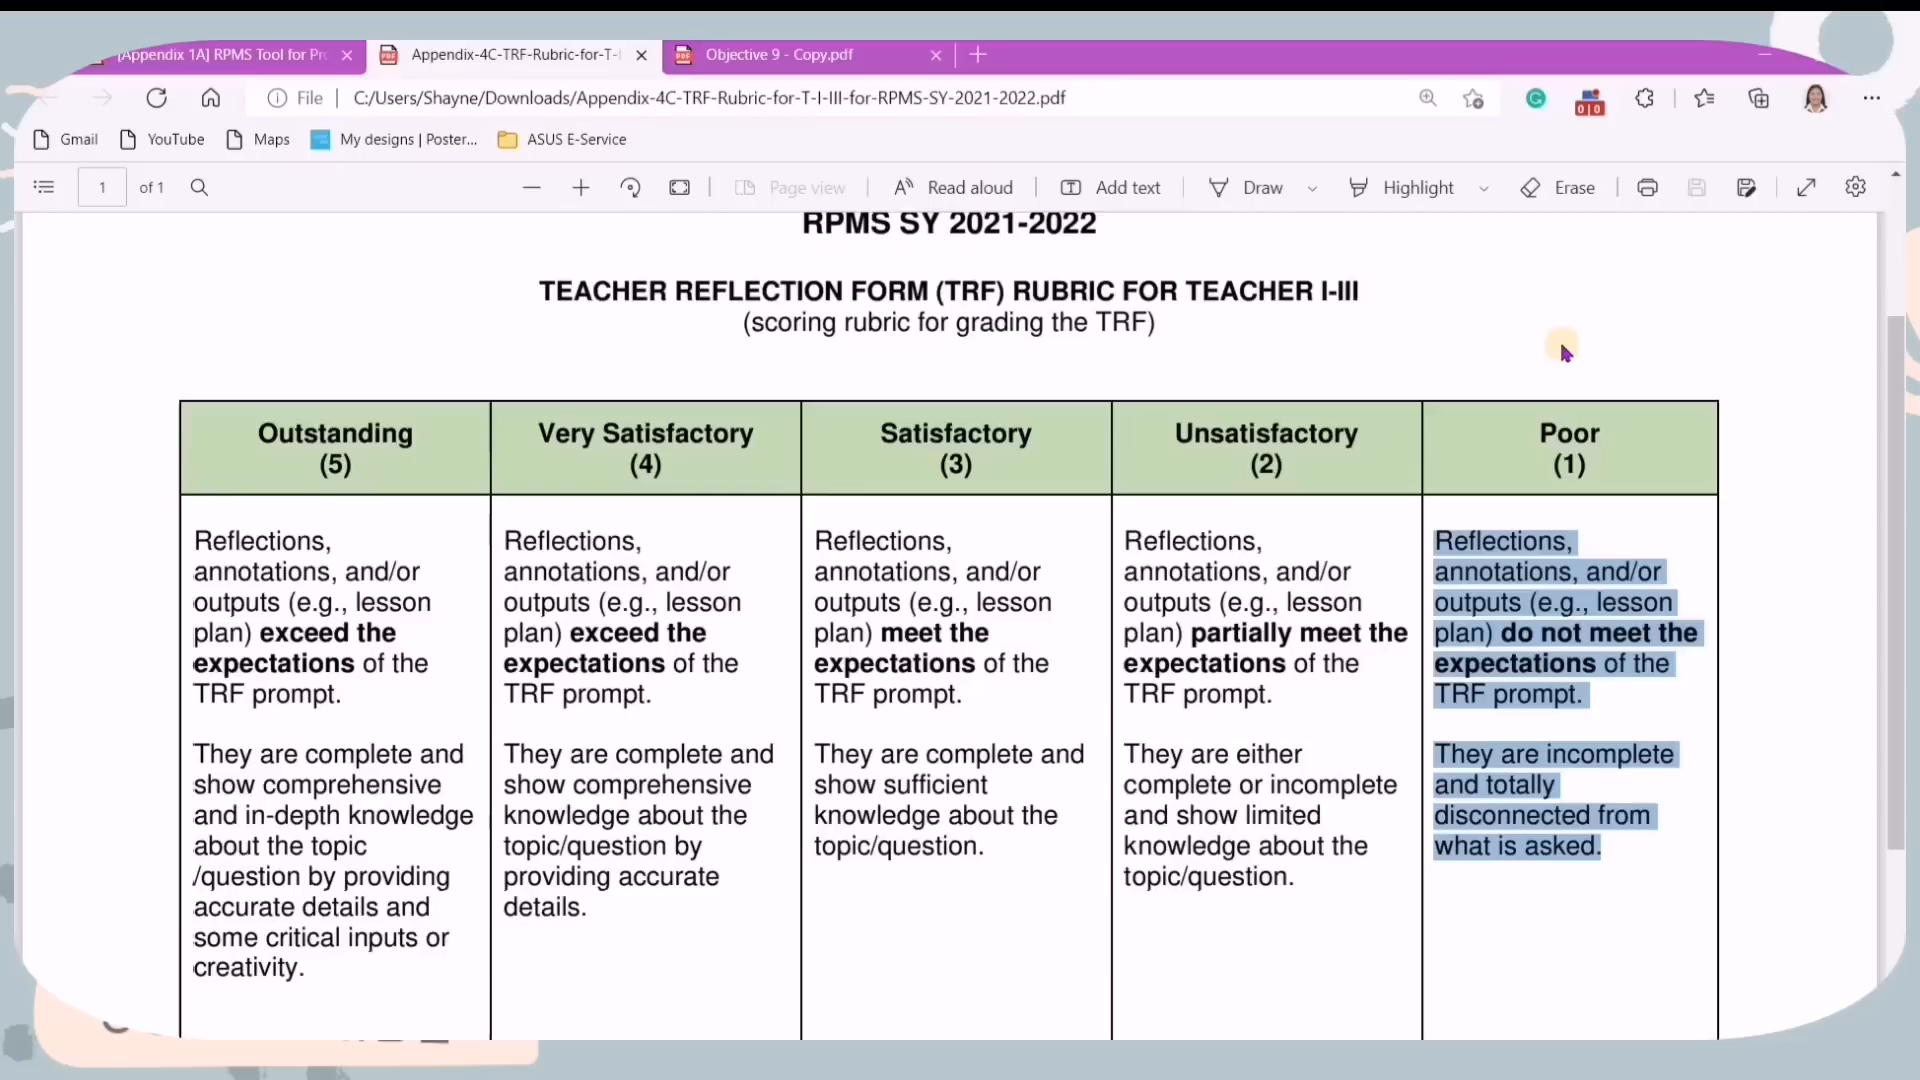 [Appendix 1A] RPMS Tool for Pr
Appendix-4C-TRF-Rubric-for-T-I
Objective 9 - Copy.pdf
File
C:/Users/Shayne/Downloads/Appendix-4C-TRF-Rubric-for-T-I-III-for-RPMS-SY-2021-2022.pdf
Gmail
YouTube
Maps
My designs | Poster...
ASUS E-Service
1 of 1
Page view
Read aloud
Add text
Draw
Highlight
Erase
RPMS SY 2021-2022
TEACHER REFLECTION FORM (TRF) RUBRIC FOR TEACHER I-III
(scoring rubric for grading the TRF)
Outstanding
(5)
Very Satisfactory
(4)
Satisfactory
(3)
Unsatisfactory
(2)
Poor
(1)
Reflections,
annotations, and/or
outputs (e.g., lesson
plan) exceed the
expectations of the
TRF prompt.
They are complete and
show comprehensive
and in-depth knowledge
about the topic
/question by providing
accurate details and
some critical inputs or
creativity.
Reflections,
annotations, and/or
outputs (e.g., lesson
plan) exceed the
expectations of the
TRF prompt.
They are complete and
show comprehensive
knowledge about the
topic/question by
providing accurate
details.
Reflections,
annotations, and/or
outputs (e.g., lesson
plan) meet the
expectations of the
TRF prompt.
They are complete and
show sufficient
knowledge about the
topic/question.
Reflections,
annotations, and/or
outputs (e.g., lesson
plan) partially meet the
expectations of the
TRF prompt.
They are either
complete or incomplete
and show limited
knowledge about the
topic/question.
Reflections,
annotations, and/or
outputs (e.g., lesson
plan) do not meet the
expectations of the
TRF prompt.
They are incomplete
and totally
disconnected from
what is asked.